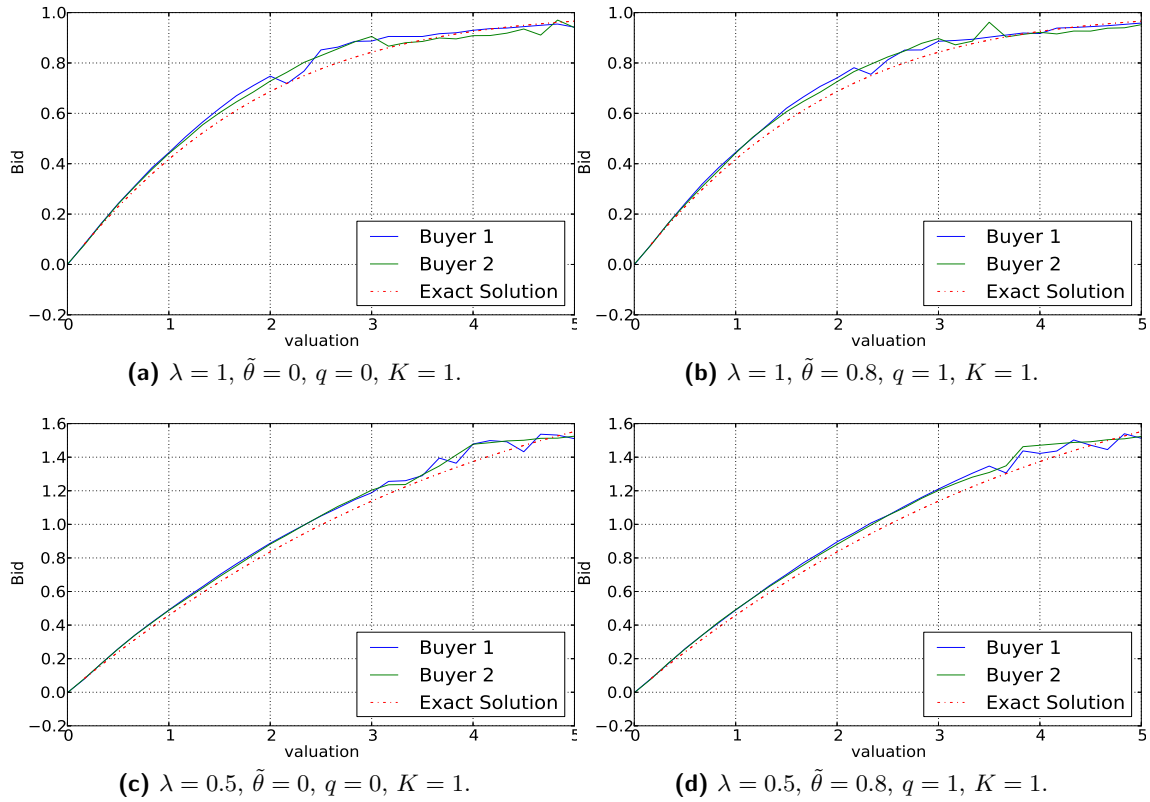 1.0
0.8
0.6
0.4
0.2
0.0
−0.2
Bid
0 1 2 3 4 5
valuation
Buyer 1
Buyer 2
Exact Solution
(a) λ = 1, θ̃ = 0, q = 0, K = 1.
1.0
0.8
0.6
0.4
0.2
0.0
−0.2
Bid
0 1 2 3 4 5
valuation
Buyer 1
Buyer 2
Exact Solution
(b) λ = 1, θ̃ = 0.8, q = 1, K = 1.
1.6
1.4
1.2
1.0
0.8
0.6
0.4
0.2
0.0
−0.2
Bid
0 1 2 3 4 5
valuation
Buyer 1
Buyer 2
Exact Solution
(c) λ = 0.5, θ̃ = 0, q = 0, K = 1.
1.6
1.4
1.2
1.0
0.8
0.6
0.4
0.2
0.0
−0.2
Bid
0 1 2 3 4 5
valuation
Buyer 1
Buyer 2
Exact Solution
(d) λ = 0.5, θ̃ = 0.8, q = 1, K = 1.